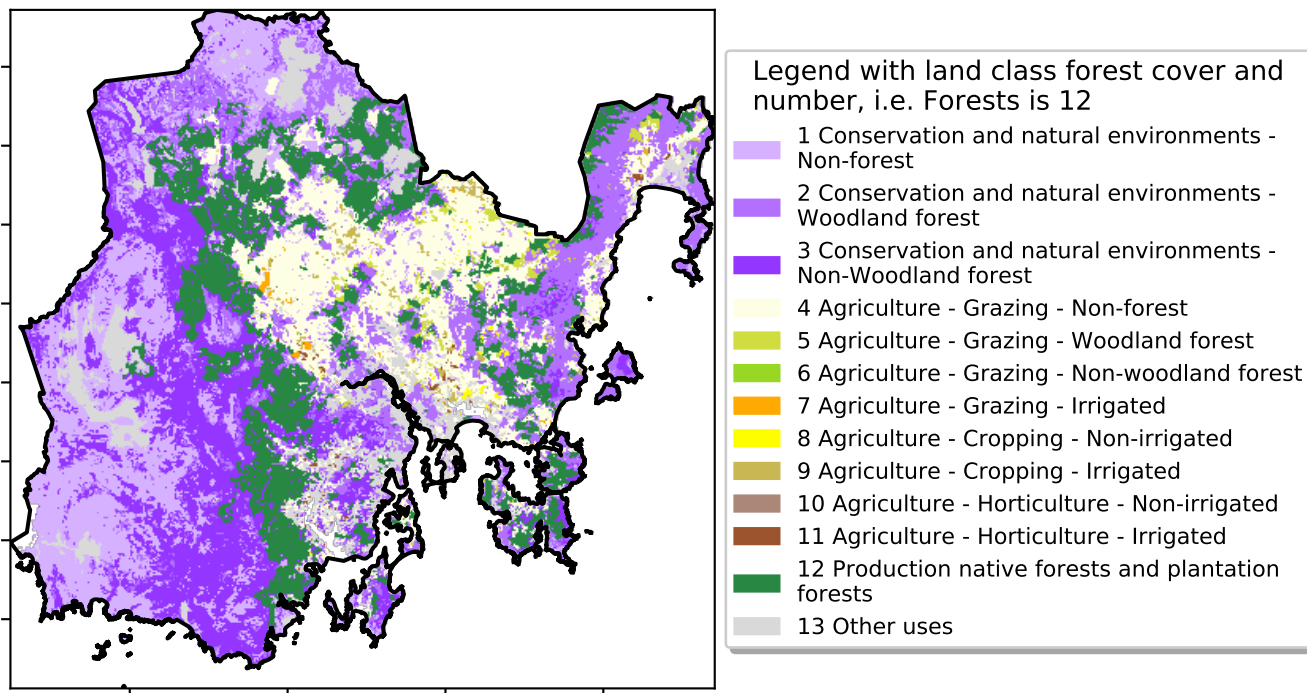 Legend with land class forest cover and
number, i.e. Forests is 12
1 Conservation and natural environments -
Non-forest
2 Conservation and natural environments -
Woodland forest
3 Conservation and natural environments -
Non-Woodland forest
4 Agriculture - Grazing - Non-forest
5 Agriculture - Grazing - Woodland forest
6 Agriculture - Grazing - Non-woodland forest
7 Agriculture - Grazing - Irrigated
8 Agriculture - Cropping - Non-irrigated
9 Agriculture - Cropping - Irrigated
10 Agriculture - Horticulture - Non-irrigated
11 Agriculture - Horticulture - Irrigated
12 Production native forests and plantation
forests
13 Other uses